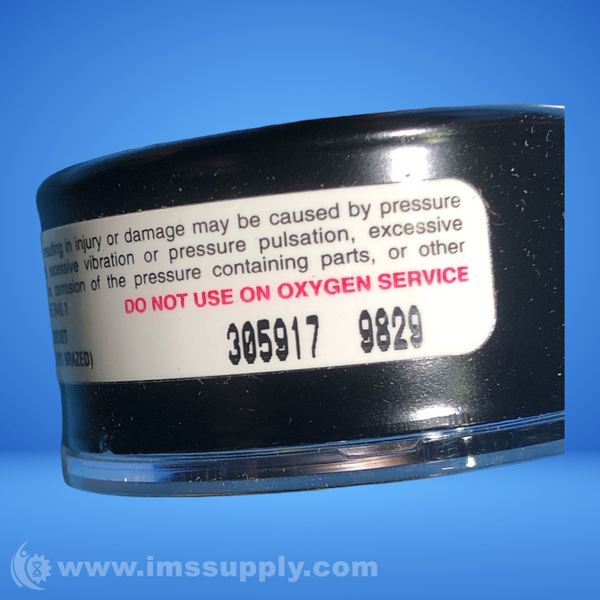 resulting in injury or damage may be caused by pressure
excessive vibration or pressure pulsation, excessive
corrosion of the pressure containing parts, or other
DO NOT USE ON OXYGEN SERVICE
305917 9829
BRAZED)
www.imssupply.com